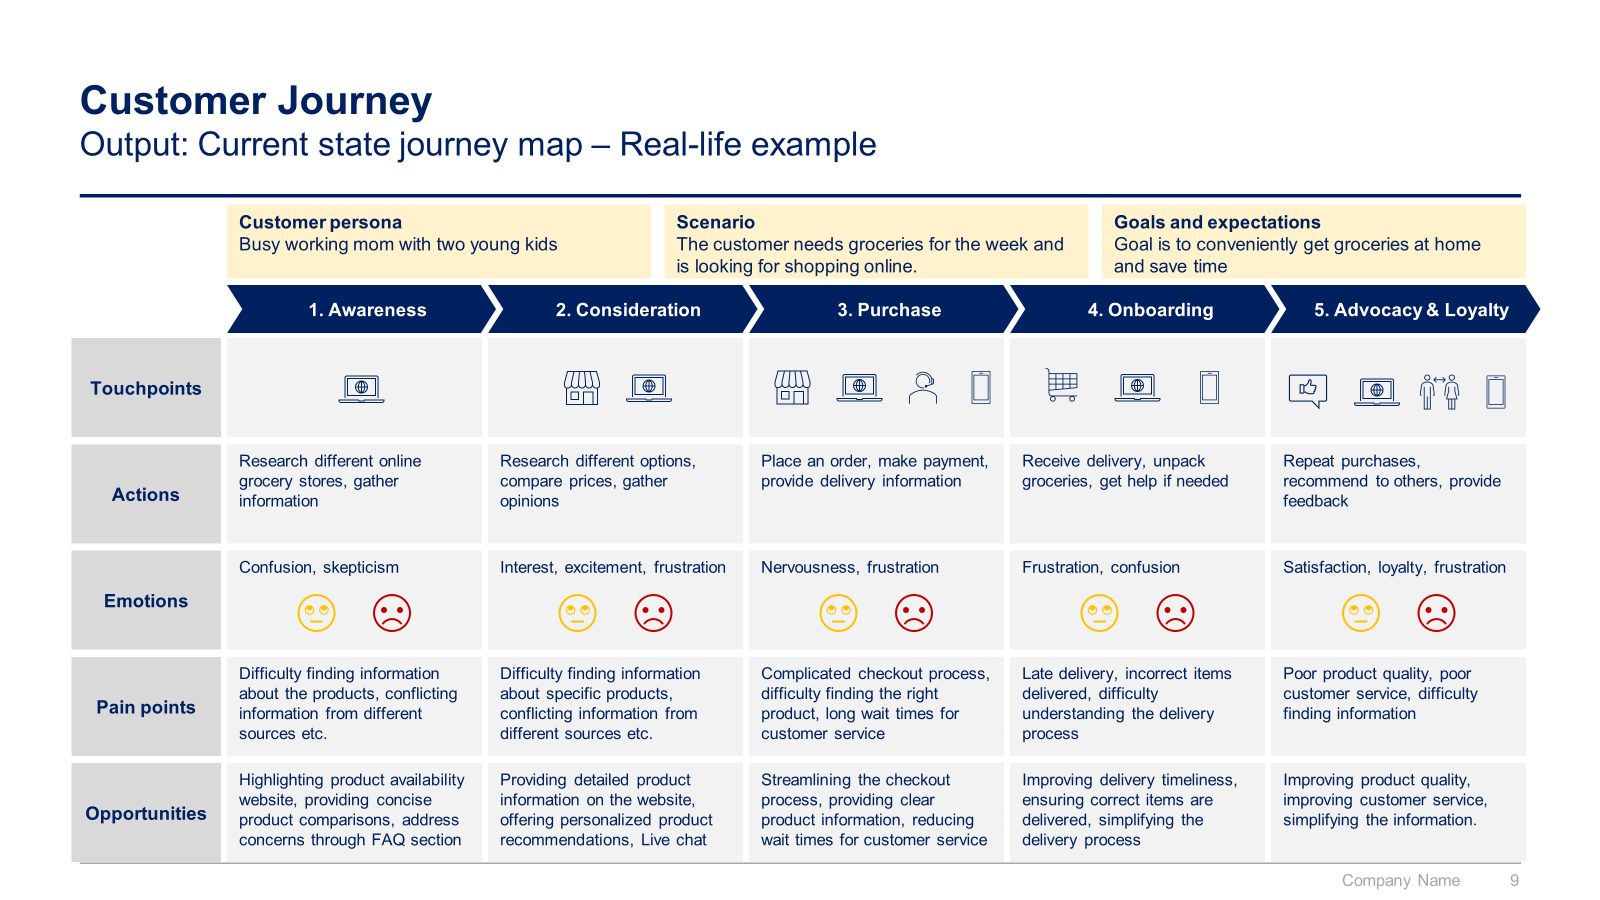 Customer Journey
Output: Current state journey map – Real-life example
Customer persona
Busy working mom with two young kids
Scenario
The customer needs groceries for the week and
is looking for shopping online.
Goals and expectations
Goal is to conveniently get groceries at home
and save time
1. Awareness
2. Consideration
3. Purchase
4. Onboarding
5. Advocacy & Loyalty
Touchpoints
Actions
Research different online
grocery stores, gather
information
Research different options,
compare prices, gather
opinions
Place an order, make payment,
provide delivery information
Receive delivery, unpack
groceries, get help if needed
Repeat purchases,
recommend to others, provide
feedback
Emotions
Confusion, skepticism
Interest, excitement, frustration
Nervousness, frustration
Frustration, confusion
Satisfaction, loyalty, frustration
Pain points
Difficulty finding information
about the products, conflicting
information from different
sources etc.
Difficulty finding information
about specific products,
conflicting information from
different sources etc.
Complicated checkout process,
difficulty finding the right
product, long wait times for
customer service
Late delivery, incorrect items
delivered, difficulty
understanding the delivery
process
Poor product quality, poor
customer service, difficulty
finding information
Opportunities
Highlighting product availability
website, providing concise
product comparisons, address
concerns through FAQ section
Providing detailed product
information on the website,
offering personalized product
recommendations, Live chat
Streamlining the checkout
process, providing clear
product information, reducing
wait times for customer service
Improving delivery timeliness,
ensuring correct items are
delivered, simplifying the
delivery process
Improving product quality,
improving customer service,
simplifying the information.
Company Name
9